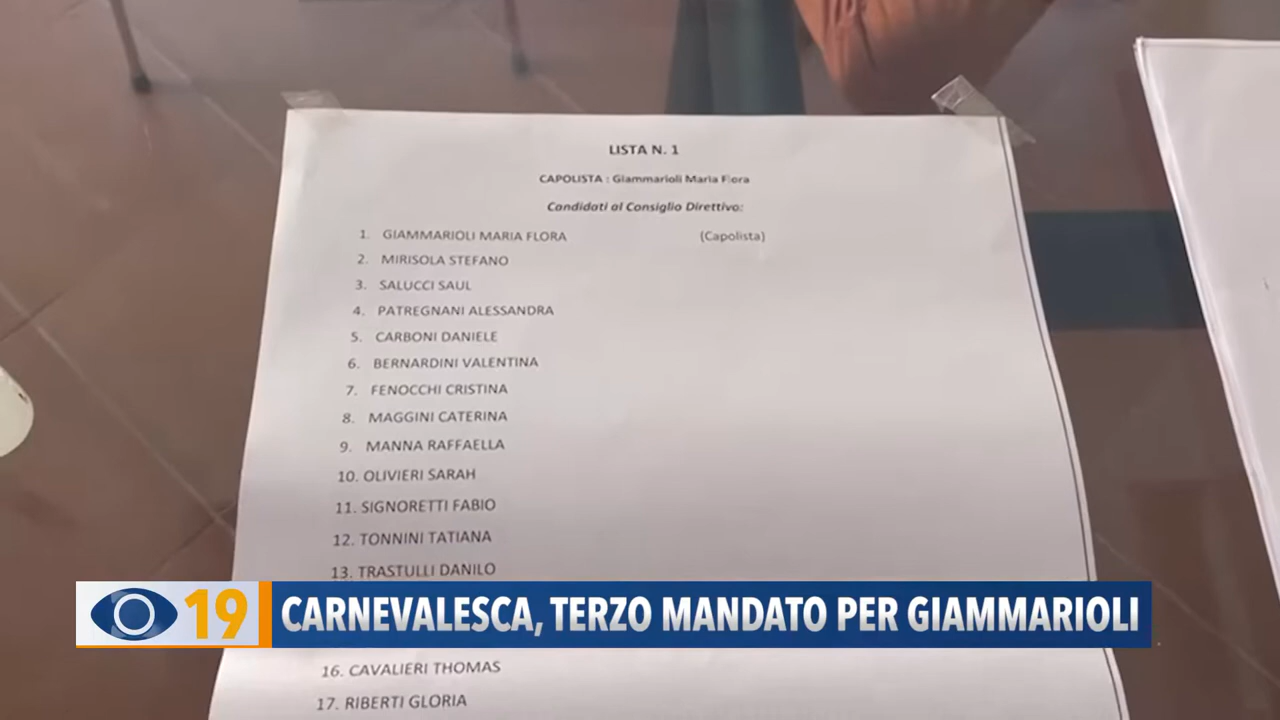 LISTA N. 1
CAPOLISTA : Giammarioli Maria Flora
Candidati al Consiglio Direttivo:
1. GIAMMARIOLI MARIA FLORA (Capolista)
2. MIRISOLA STEFANO
3. SALUCCI SAUL
4. PATREGNANI ALESSANDRA
5. CARBONI DANIELE
6. BERNARDINI VALENTINA
7. FENOCCHI CRISTINA
8. MAGGINI CATERINA
9. MANNA RAFFAELLA
10. OLIVIERI SARAH
11. SIGNORETTI FABIO
12. TONNINI TATIANA
13. TRASTULLI DANILO
19 CARNEVALESCA, TERZO MANDATO PER GIAMMARIOLI
16. CAVALIERI THOMAS
17. RIBERTI GLORIA